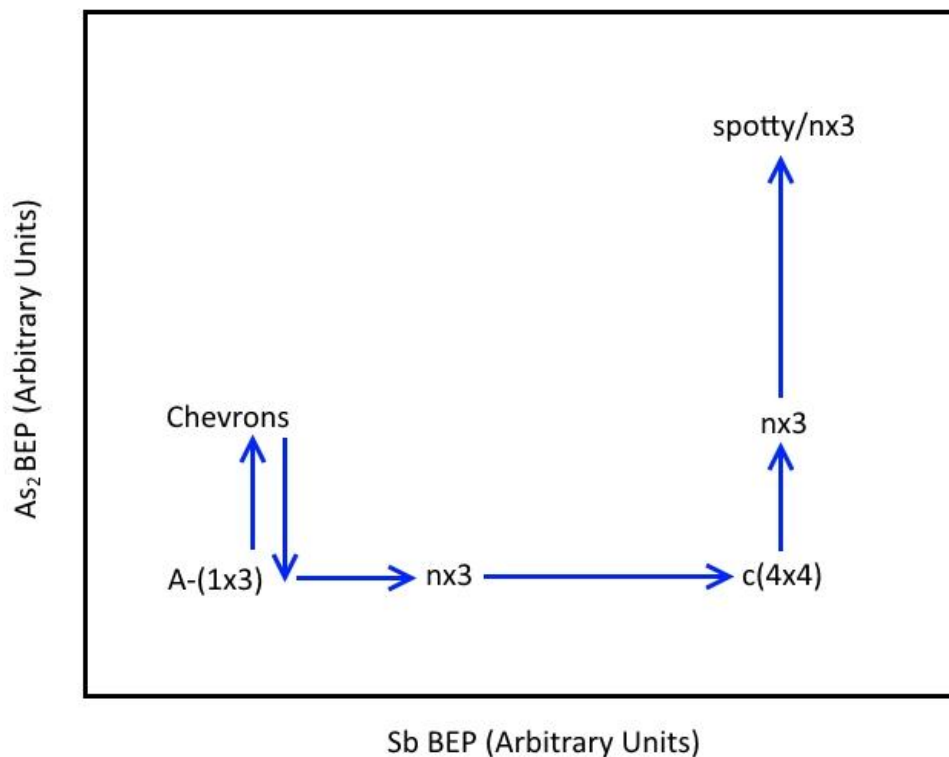 spotty/nx3
Chevrons
nx3
A-(1x3)
nx3
c(4x4)
As₂ BEP (Arbitrary Units)
Sb BEP (Arbitrary Units)